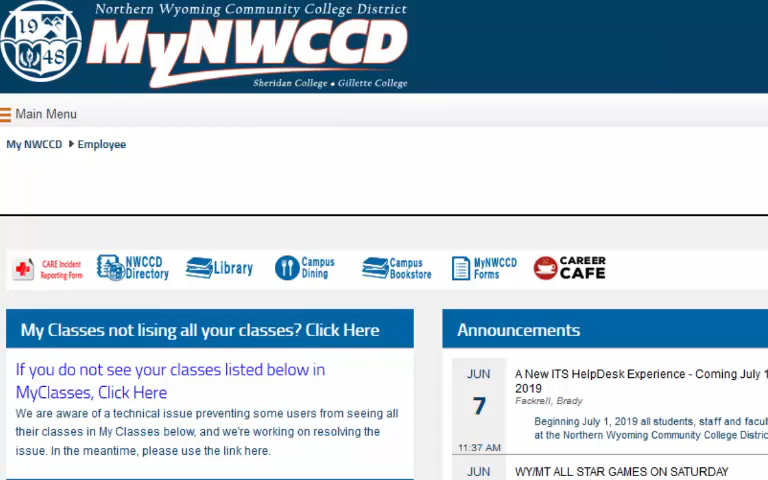 Northern Wyoming Community College District
19
48
MyNWCCD
Sheridan College • Gillette College
Main Menu
My NWCCD Employee
CARE Incident
Reporting Form
NWCCD
Directory
Library
Campus
Dining
Campus
Bookstore
MyNWCCD
Forms
CAREER
CAFE
My Classes not lising all your classes? Click Here
If you do not see your classes listed below in
MyClasses, Click Here
We are aware of a technical issue preventing some users from seeing all
their classes in My Classes below, and we're working on resolving the
issue. In the meantime, please use the link here.
Announcements
JUN
7
11:37 AM
A New ITS HelpDesk Experience - Coming July 1
2019
Fackrell, Brady
Beginning July 1, 2019 all students, staff and facul
at the Northern Wyoming Community College Distric
JUN
WY/MT ALL STAR GAMES ON SATURDAY